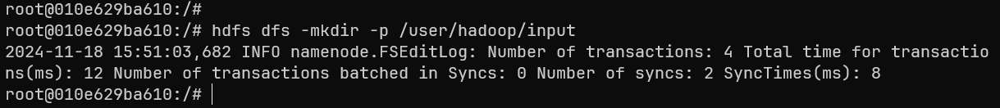 root@010e629ba610:/#
root@010e629ba610:/# hdfs dfs -mkdir -p /user/hadoop/input
2024-11-18 15:51:03,682 INFO namenode.FSEditLog: Number of transactions: 4 Total time for transactio
ns(ms): 12 Number of transactions batched in Syncs: 0 Number of syncs: 2 SyncTimes(ms): 8
root@010e629ba610:/#